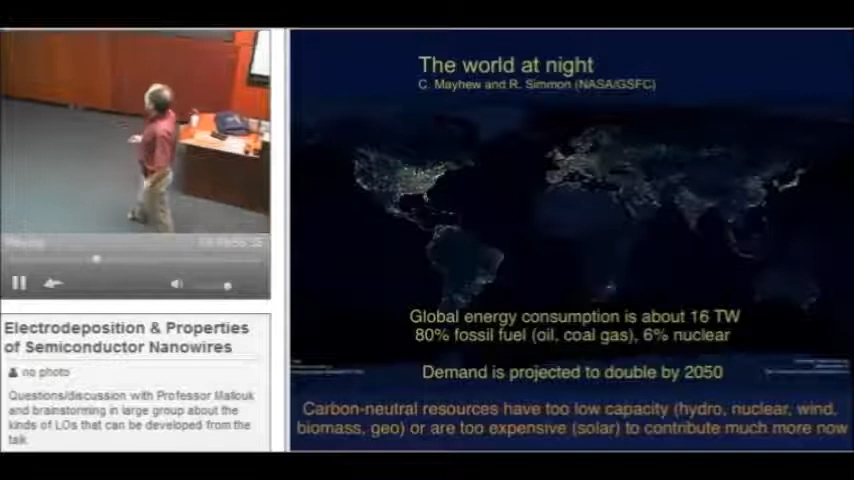 The world at night
C. Mayhew and R. Simmon (NASA/GSFC)
Global energy consumption is about 16 TW
80% fossil fuel (oil, coal gas), 6% nuclear
Demand is projected to double by 2050
Carbon-neutral resources have too low capacity (hydro, nuclear, wind,
biomass, geo) or are too expensive (solar) to contribute much more now
Electrodeposition & Properties
of Semiconductor Nanowires
no photo
Questions/discussion with Professor Mallouk
and brainstorming in large group about the
kinds of LOs that can be developed from the
talk